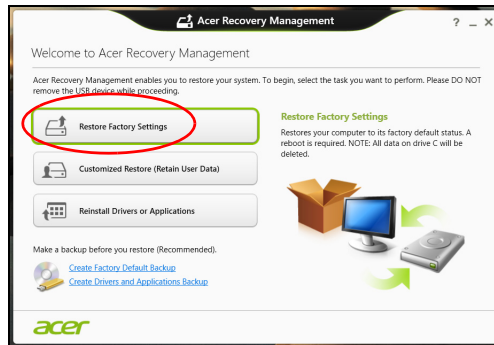 Acer Recovery Management
? _ X
Welcome to Acer Recovery Management
Acer Recovery Management enables you to restore your system. To begin, select the task you want to perform. Please DO NOT
remove the USB device while proceeding.
Restore Factory Settings
Customized Restore (Retain User Data)
Reinstall Drivers or Applications
Restore Factory Settings
Restores your computer to its factory default status. A
reboot is required. NOTE: All data on drive C will be
deleted.
Make a backup before you restore (Recommended).
Create Factory Default Backup
Create Drivers and Applications Backup
acer